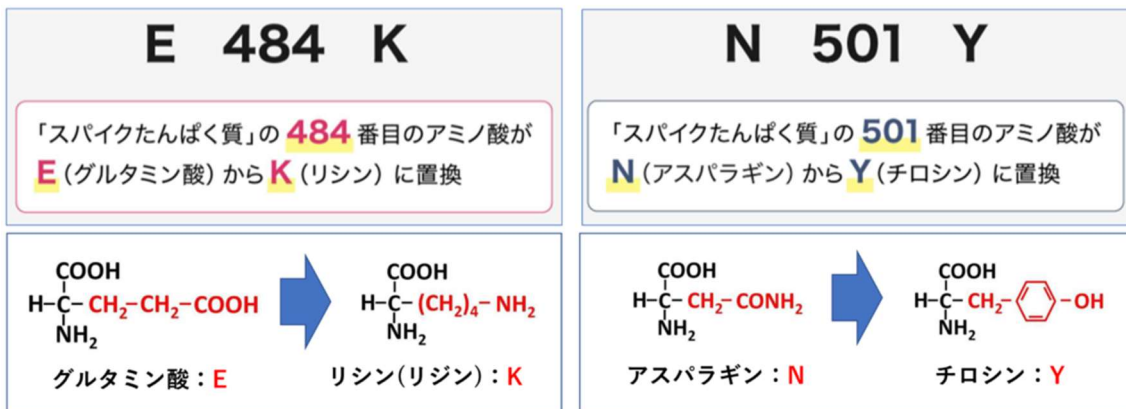 E 484 K
「スパイクたんぱく質」の 484 番目のアミノ酸が
E(グルタミン酸)から K(リシン)に置換
COOH
H-C-CH₂-CH₂-COOH
NH₂
グルタミン酸：E
COOH
H-C-(CH₂)₄-NH₂
NH₂
リシン(リジン)：K
N 501 Y
「スパイクたんぱく質」の 501 番目のアミノ酸が
N(アスパラギン)から Y(チロシン)に置換
COOH
H-C-CH₂-CONH₂
NH₂
アスパラギン：N
COOH
H-C-CH₂-OH
NH₂
チロシン：Y